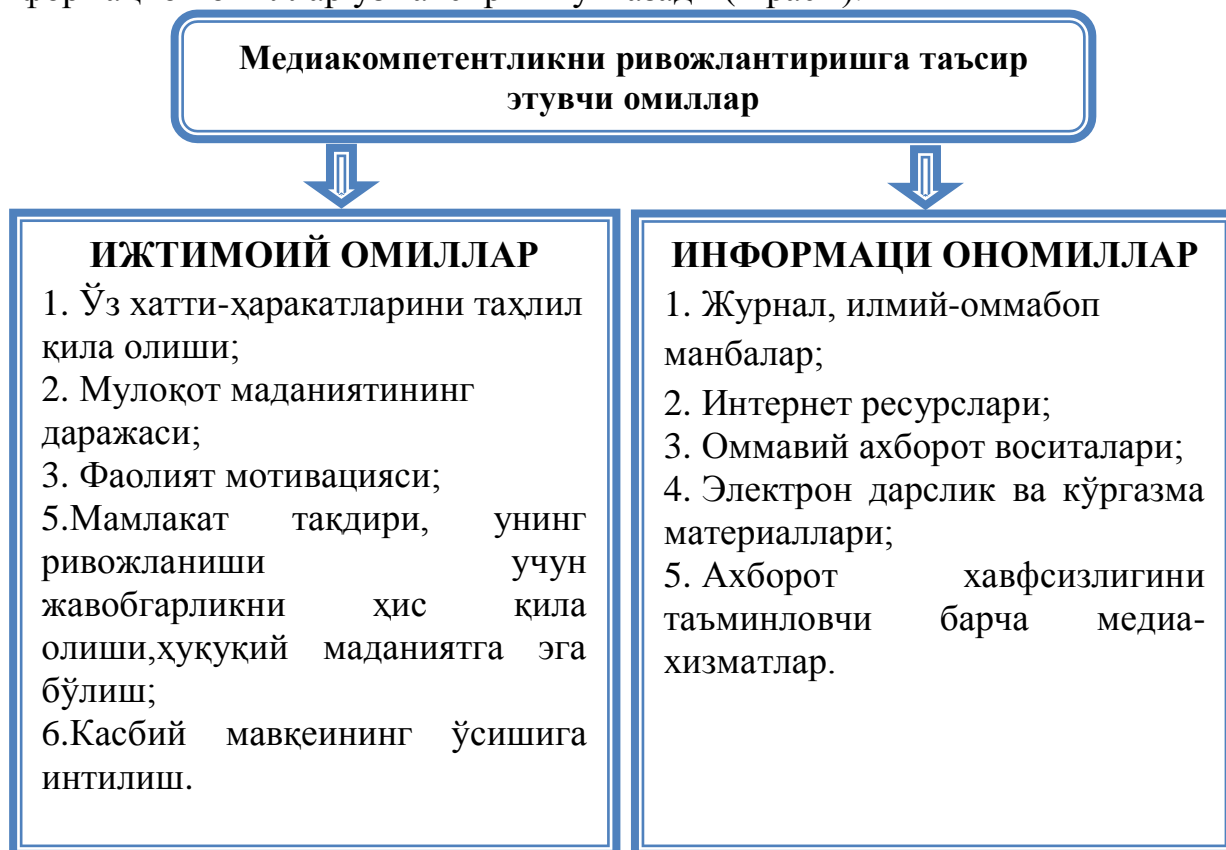 Медиакомпетентликни ривожлантиришга таъсир
этувчи омиллар
ИЖТИМОИЙ ОМИЛЛАР
1. Ўз хатти-ҳаракатларини таҳлил
қила олиши;
2. Мулоқот маданиятининг
даражаси;
3. Фаолият мотивацияси;
5.Мамлакат тақдири, унинг
ривожланиши учун
жавобгарликни ҳис қила
олиши,ҳуқуқий маданиятга эга
бўлиш;
6.Касбий мавқеининг ўсишига
интилиш.
ИНФОРМАЦИ ОНОМИЛЛАР
1. Журнал, илмий-оммабоп
манбалар;
2. Интернет ресурслари;
3. Оммавий ахборот воситалари;
4. Электрон дарслик ва кўргазма
материаллари;
5. Ахборот хавфсизлигини
таъминловчи барча медиа-
хизматлар.